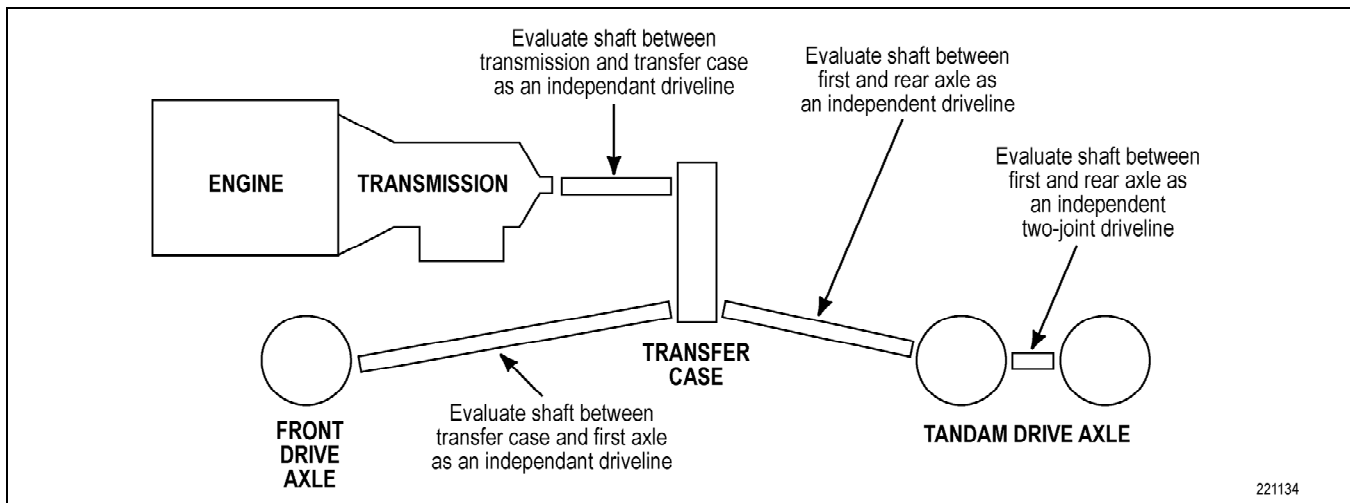 Evaluate shaft between
transmission and transfer case
as an independant driveline
Evaluate shaft between
first and rear axle as
an independent driveline
Evaluate shaft between
first and rear axle as
an independent
two-joint driveline
ENGINE
TRANSMISSION
TRANSFER
CASE
FRONT
DRIVE
AXLE
Evaluate shaft between
transfer case and first axle
as an independant driveline
TANDAM DRIVE AXLE
221134